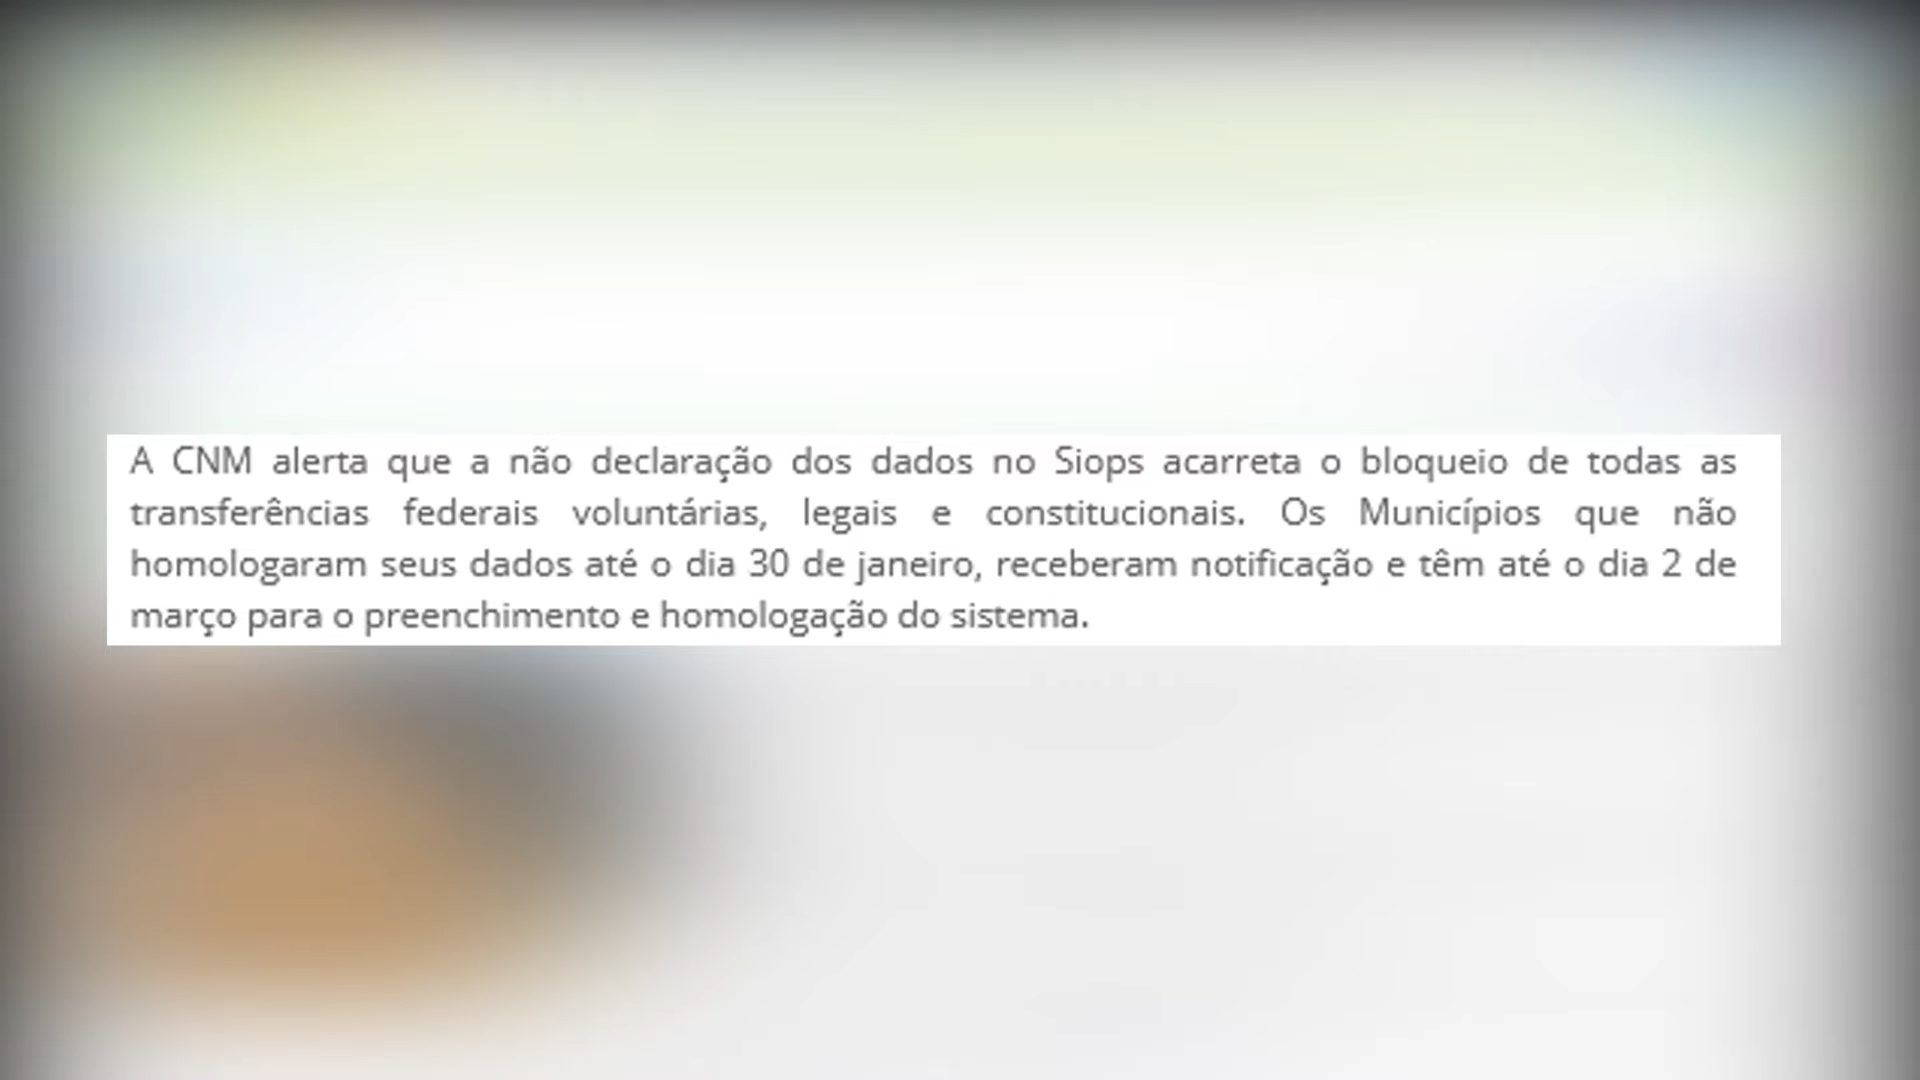 A CNM alerta que a não declaração dos dados no Siops acarreta o bloqueio de todas as
transferências federais voluntárias, legais e constitucionais. Os Municípios que não
homologaram seus dados até o dia 30 de janeiro, receberam notificação e têm até o dia 2 de
março para o preenchimento e homologação do sistema.